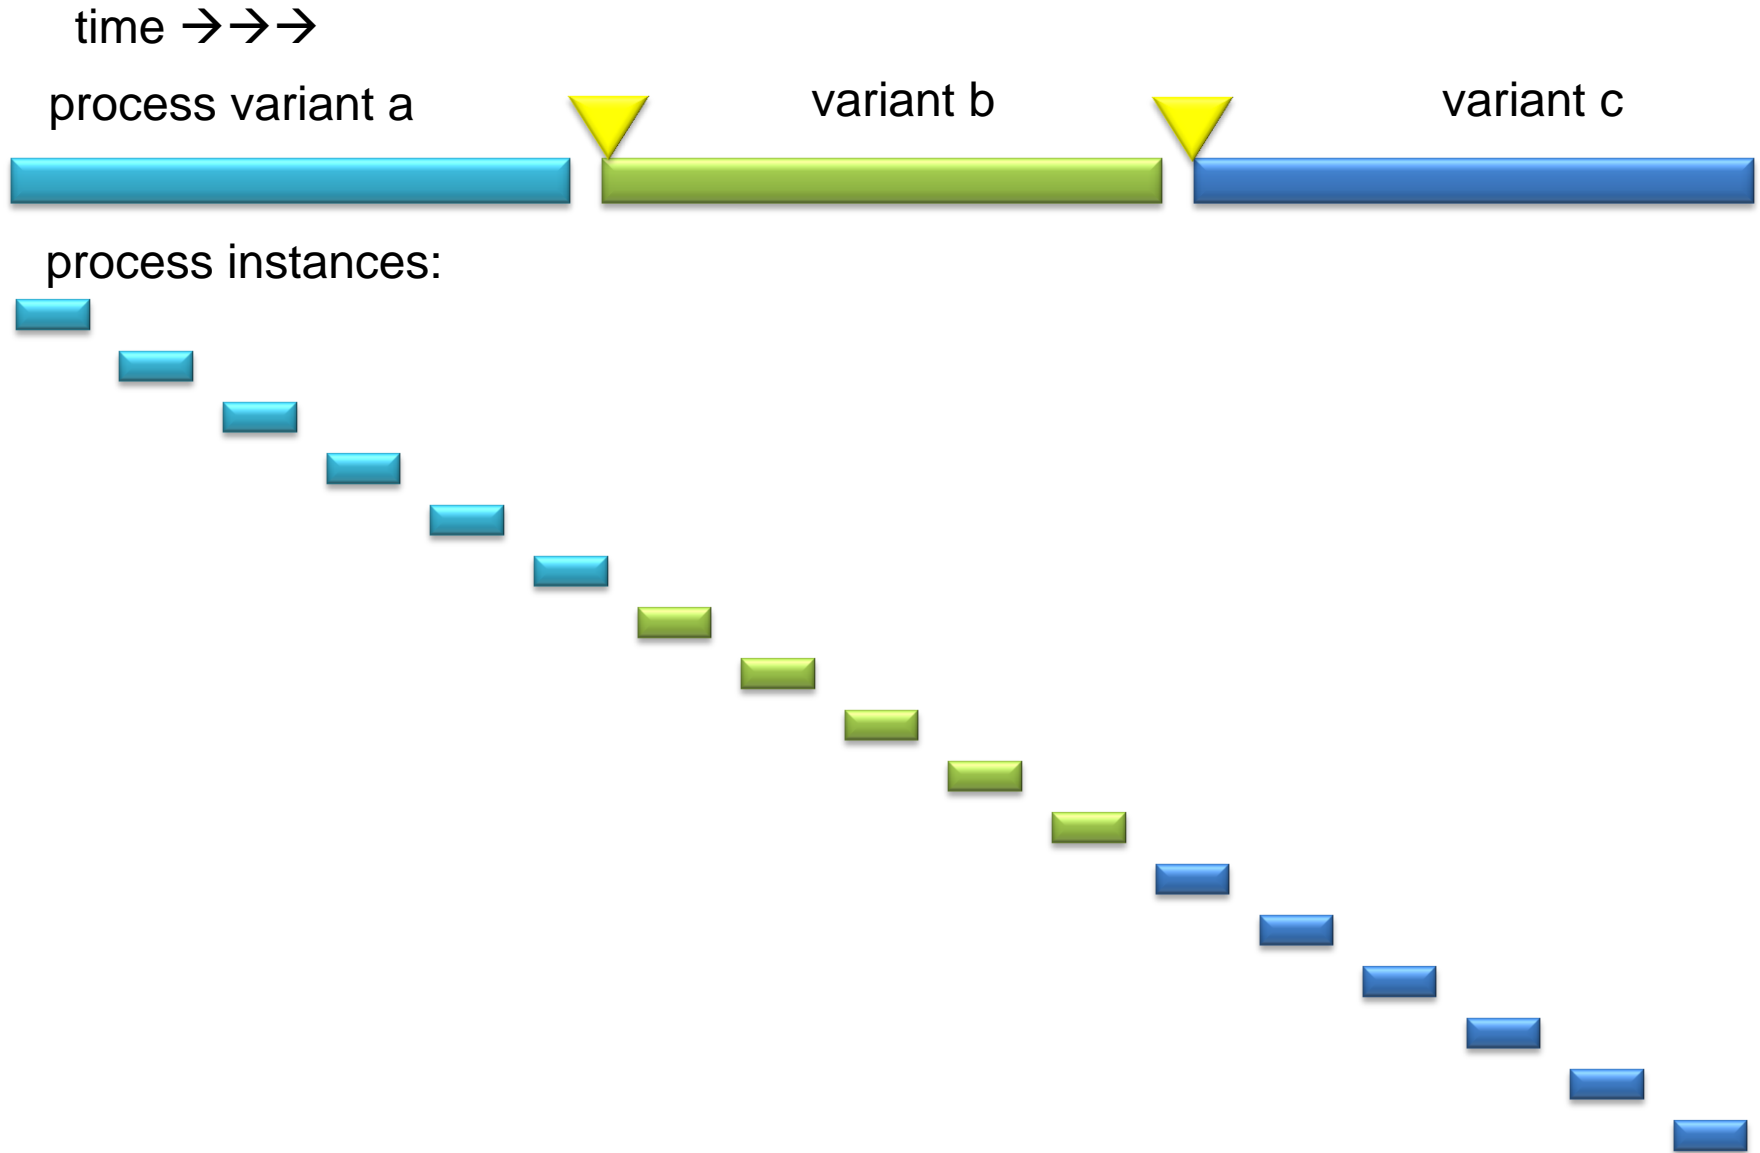 time →→→
process variant a
variant b
variant c
process instances: